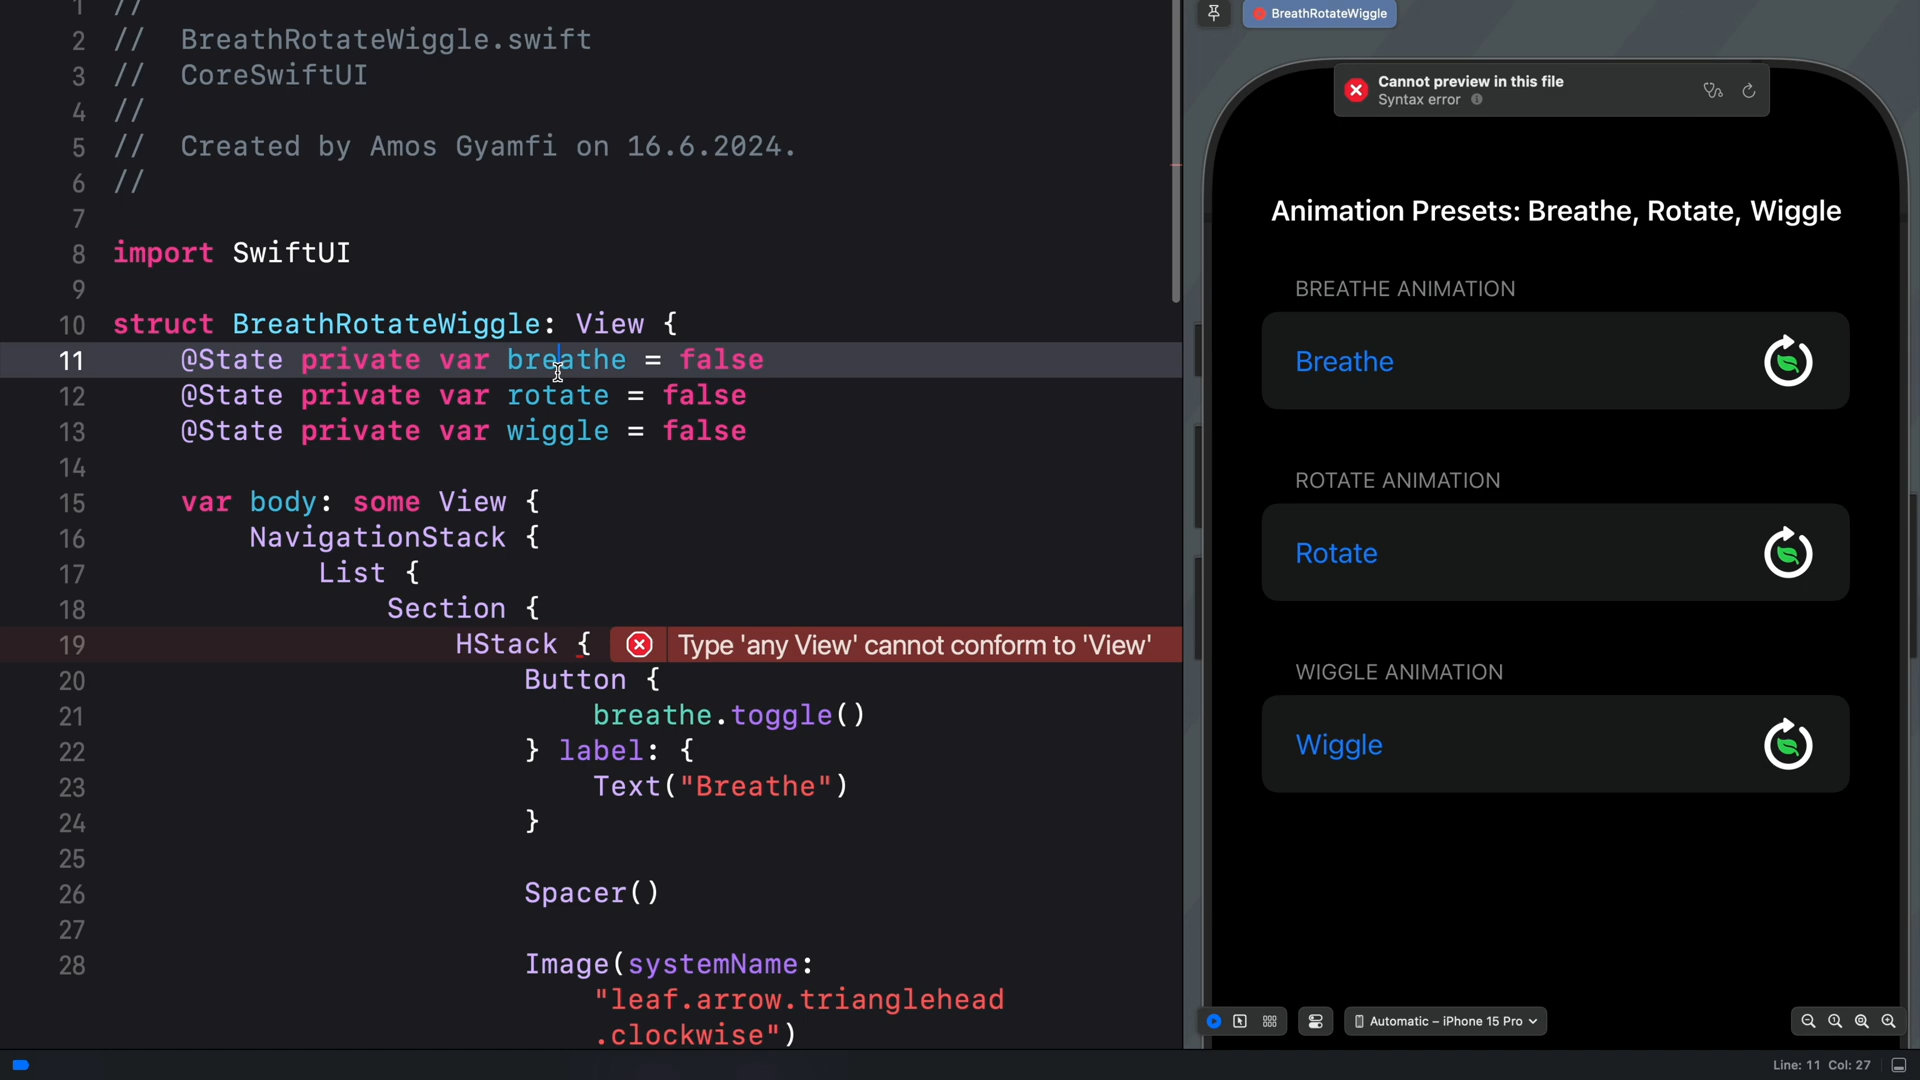 1 //
2 // BreathRotateWiggle.swift
3 // CoreSwiftUI
4 //
5 // Created by Amos Gyamfi on 16.6.2024.
6 //
7
8 import SwiftUI
9
10 struct BreathRotateWiggle: View {
11 @State private var breathe = false
12 @State private var rotate = false
13 @State private var wiggle = false
14
15 var body: some View {
16 NavigationStack {
17 List {
18 Section {
19 HStack { Type 'any View' cannot conform to 'View'
20 Button {
21 breathe.toggle()
22 } label: {
23 Text("Breathe")
24 }
25
26 Spacer()
27
28 Image(systemName:
"leaf.arrow.trianglehead
.clockwise")
BreathRotateWiggle
Cannot preview in this file
Syntax error
Animation Presets: Breathe, Rotate, Wiggle
BREATHE ANIMATION
Breathe
ROTATE ANIMATION
Rotate
WIGGLE ANIMATION
Wiggle
Automatic – iPhone 15 Pro
Line: 11 Col: 27